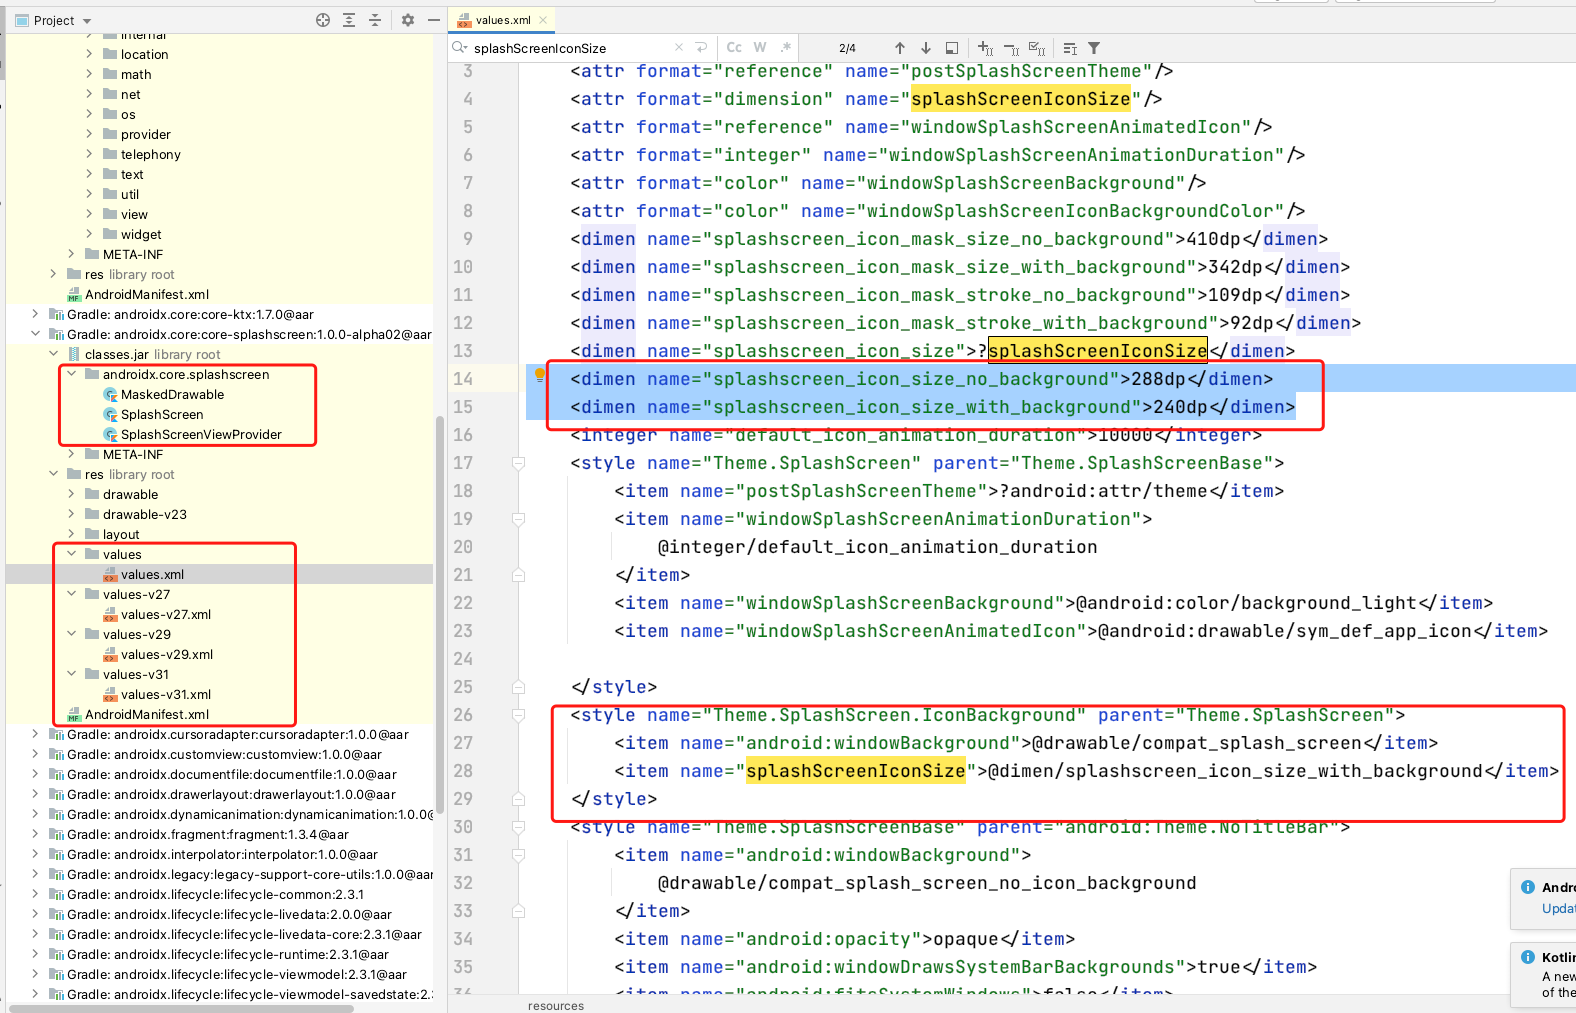 Project
internal
location
math
net
os
provider
telephony
text
util
view
widget
META-INF
res library root
AndroidManifest.xml
Gradle: androidx.core:core-ktx:1.7.0@aar
Gradle: androidx.core:core-splashscreen:1.0.0-alpha02@aar
classes.jar library root
androidx.core.splashscreen
MaskedDrawable
SplashScreen
SplashScreenViewProvider
META-INF
res library root
drawable
drawable-v23
layout
values
values.xml
values-v27
values-v27.xml
values-v29
values-v29.xml
values-v31
values-v31.xml
AndroidManifest.xml
Gradle: androidx.cursoradapter:cursoradapter:1.0.0@aar
Gradle: androidx.customview:customview:1.0.0@aar
Gradle: androidx.documentfile:documentfile:1.0.0@aar
Gradle: androidx.drawerlayout:drawerlayout:1.0.0@aar
Gradle: androidx.dynamicanimation:dynamicanimation:1.0.0@
Gradle: androidx.fragment:fragment:1.3.4@aar
Gradle: androidx.interpolator:interpolator:1.0.0@aar
Gradle: androidx.legacy:legacy-support-core-utils:1.0.0@aar
Gradle: androidx.lifecycle:lifecycle-common:2.3.1
Gradle: androidx.lifecycle:lifecycle-livedata:2.0.0@aar
Gradle: androidx.lifecycle:lifecycle-livedata-core:2.3.1@aar
Gradle: androidx.lifecycle:lifecycle-runtime:2.3.1@aar
Gradle: androidx.lifecycle:lifecycle-viewmodel:2.3.1@aar
Gradle: androidx.lifecycle:lifecycle-viewmodel-savedstate:2.3
values.xml
splashScreenIconSize Cc W .* 2/4
3 <attr format="reference" name="postSplashScreenTheme"/>
4 <attr format="dimension" name="splashScreenIconSize"/>
5 <attr format="reference" name="windowSplashScreenAnimatedIcon"/>
6 <attr format="integer" name="windowSplashScreenAnimationDuration"/>
7 <attr format="color" name="windowSplashScreenBackground"/>
8 <attr format="color" name="windowSplashScreenIconBackgroundColor"/>
9 <dimen name="splashscreen_icon_mask_size_no_background">410dp</dimen>
10 <dimen name="splashscreen_icon_mask_size_with_background">342dp</dimen>
11 <dimen name="splashscreen_icon_mask_stroke_no_background">109dp</dimen>
12 <dimen name="splashscreen_icon_mask_stroke_with_background">92dp</dimen>
13 <dimen name="splashscreen_icon_size">?splashScreenIconSize</dimen>
14 <dimen name="splashscreen_icon_size_no_background">288dp</dimen>
15 <dimen name="splashscreen_icon_size_with_background">240dp</dimen>
16 <integer name="default_icon_animation_duration">10000</integer>
17 <style name="Theme.SplashScreen" parent="Theme.SplashScreenBase">
18 <item name="postSplashScreenTheme">?android:attr/theme</item>
19 <item name="windowSplashScreenAnimationDuration">
20 @integer/default_icon_animation_duration
21 </item>
22 <item name="windowSplashScreenBackground">@android:color/background_light</item>
23 <item name="windowSplashScreenAnimatedIcon">@android:drawable/sym_def_app_icon</item>
24
25 </style>
26 <style name="Theme.SplashScreen.IconBackground" parent="Theme.SplashScreen">
27 <item name="android:windowBackground">@drawable/compat_splash_screen</item>
28 <item name="splashScreenIconSize">@dimen/splashscreen_icon_size_with_background</item>
29 </style>
30 <style name="Theme.SplashScreenBase" parent="android:Theme.NoTitleBar">
31 <item name="android:windowBackground">
32 @drawable/compat_splash_screen_no_icon_background
33 </item>
34 <item name="android:opacity">opaque</item>
35 <item name="android:windowDrawsSystemBarBackgrounds">true</item>
36 <item name="android:fitsSystemWindows">false</item>
resources
Andro
Updat
Kotlin
A new
of the